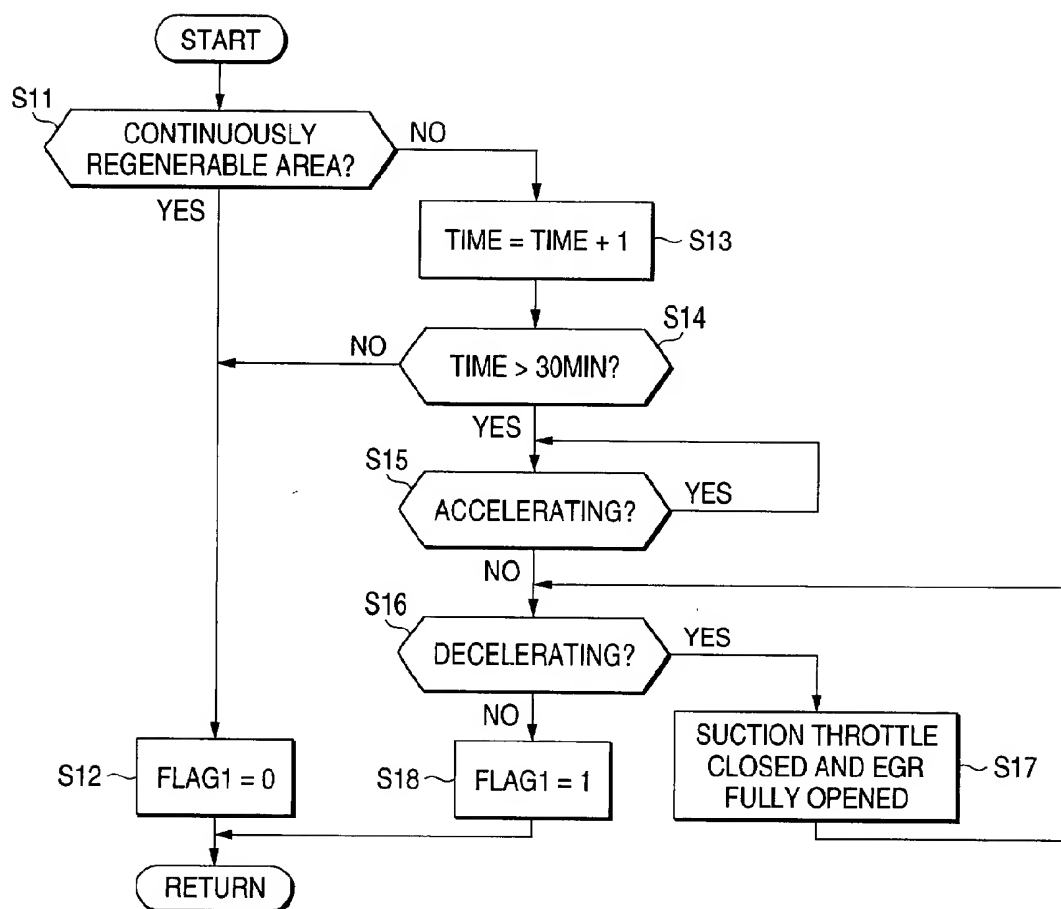 START
S11
CONTINUOUSLY
REGENERABLE AREA?
NO
YES
TIME = TIME + 1
S13
S14
NO
TIME > 30MIN?
YES
S15
ACCELERATING?
YES
NO
S16
DECELERATING?
YES
NO
S12
FLAG1 = 0
S18
FLAG1 = 1
SUCTION THROTTLE
CLOSED AND EGR
FULLY OPENED
S17
RETURN